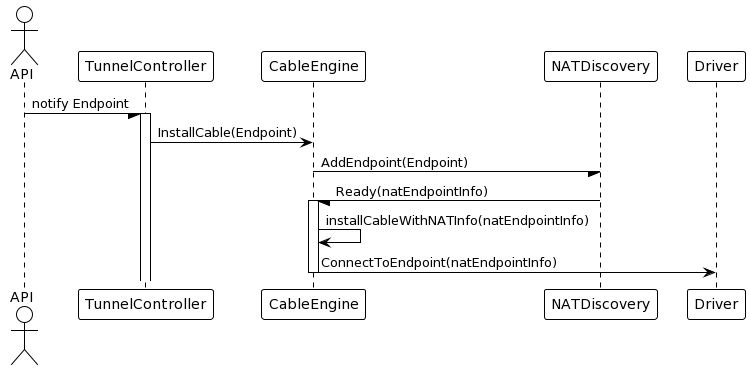 API
TunnelController
CableEngine
NATDiscovery
Driver
notify Endpoint
InstallCable(Endpoint)
AddEndpoint(Endpoint)
Ready(natEndpointInfo)
installCableWithNATInfo(natEndpointInfo)
ConnectToEndpoint(natEndpointInfo)
API
TunnelController
CableEngine
NATDiscovery
Driver